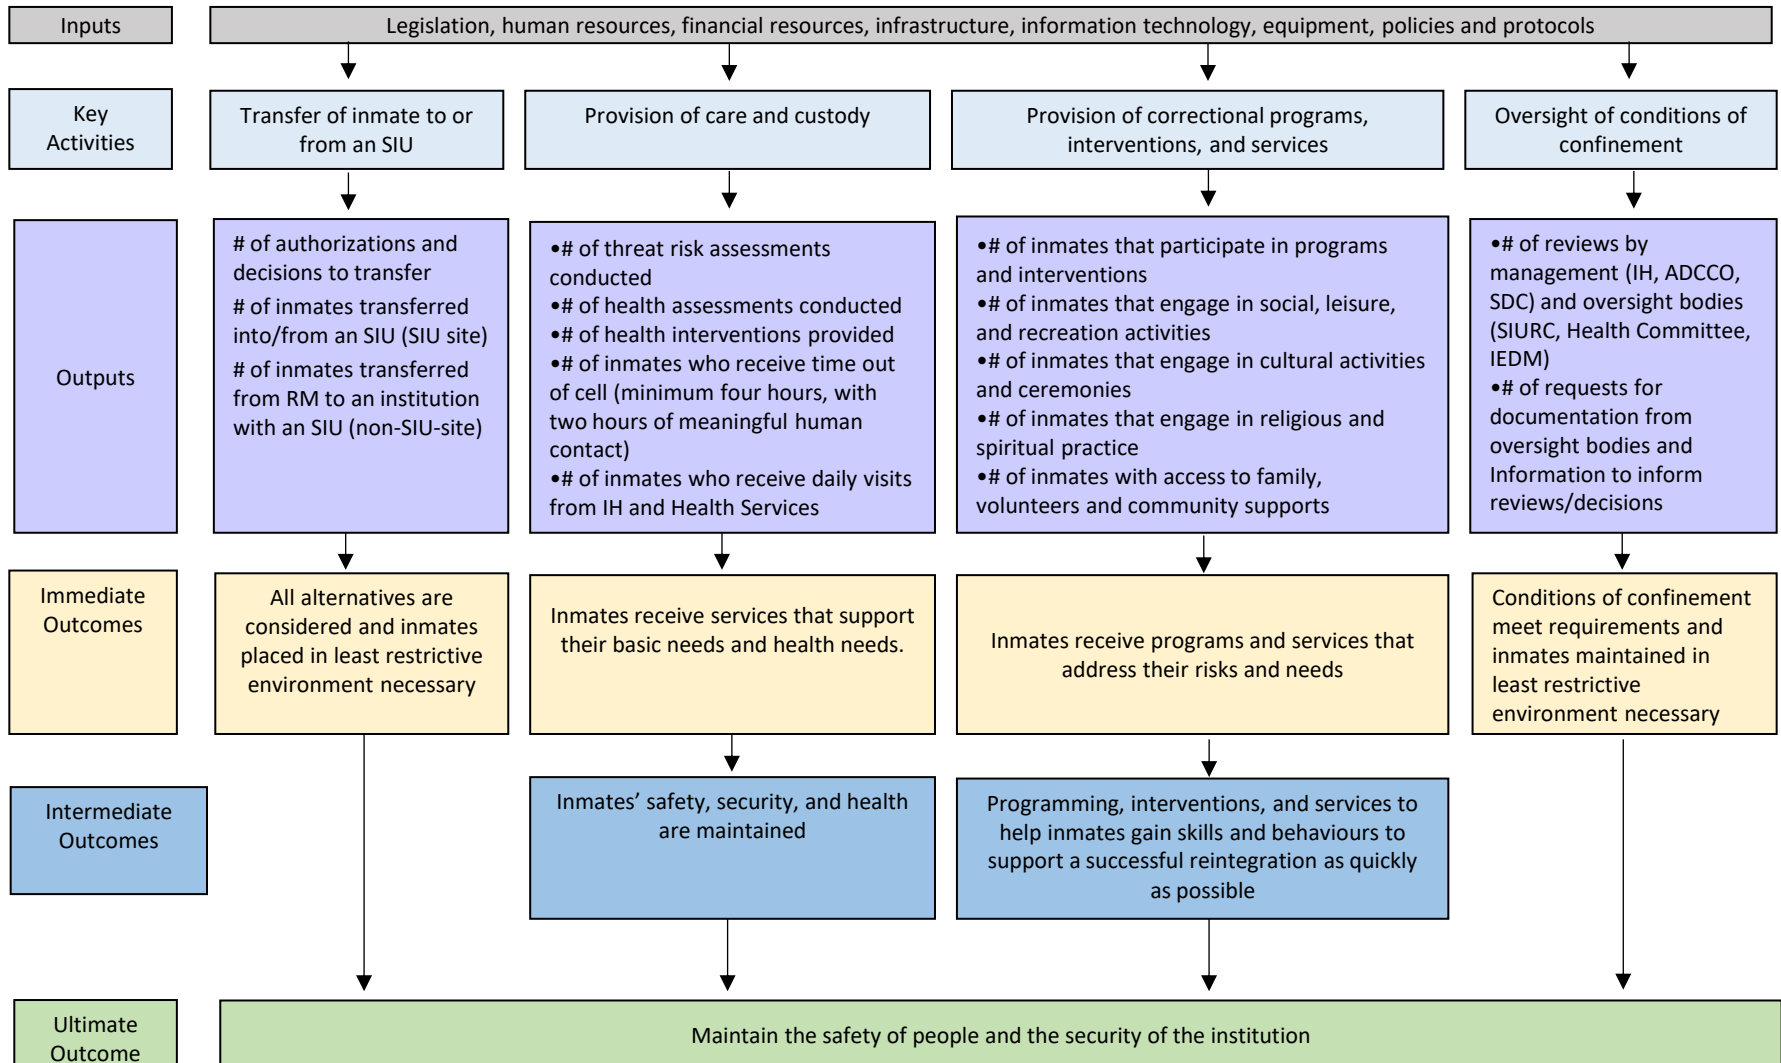 Inputs
Legislation, human resources, financial resources, infrastructure, information technology, equipment, policies and protocols
Key
Activities
Transfer of inmate to or
from an SIU
Provision of care and custody
Provision of correctional programs,
interventions, and services
Oversight of conditions of
confinement
Outputs
# of authorizations and
decisions to transfer
# of inmates transferred
into/from an SIU (SIU site)
# of inmates transferred
from RM to an institution
with an SIU (non-SIU-site)
•# of threat risk assessments
conducted
•# of health assessments conducted
•# of health interventions provided
•# of inmates who receive time out
of cell (minimum four hours, with
two hours of meaningful human
contact)
•# of inmates who receive daily visits
from IH and Health Services
•# of inmates that participate in programs
and interventions
•# of inmates that engage in social, leisure,
and recreation activities
•# of inmates that engage in cultural activities
and ceremonies
•# of inmates that engage in religious and
spiritual practice
•# of inmates with access to family,
volunteers and community supports
•# of reviews by
management (IH, ADCCO,
SDC) and oversight bodies
(SIURC, Health Committee,
IEDM)
•# of requests for
documentation from
oversight bodies and
Information to inform
reviews/decisions
Immediate
Outcomes
All alternatives are
considered and inmates
placed in least restrictive
environment necessary
Inmates receive services that support
their basic needs and health needs.
Inmates receive programs and services that
address their risks and needs
Conditions of confinement
meet requirements and
inmates maintained in
least restrictive
environment necessary
Intermediate
Outcomes
Inmates’ safety, security, and health
are maintained
Programming, interventions, and services to
help inmates gain skills and behaviours to
support a successful reintegration as quickly
as possible
Ultimate
Outcome
Maintain the safety of people and the security of the institution